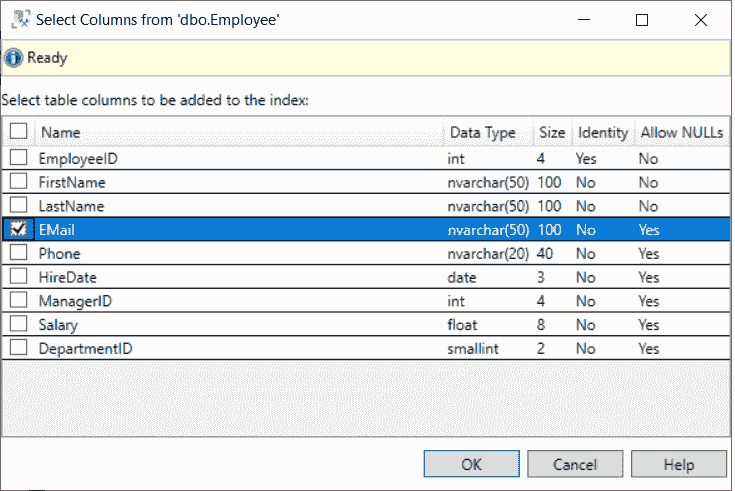 Select Columns from 'dbo.Employee'
Ready
Select table columns to be added to the index:
Name Data Type Size Identity Allow NULLs
EmployeeID int 4 Yes No
FirstName nvarchar(50) 100 No No
LastName nvarchar(50) 100 No No
EMail nvarchar(50) 100 No Yes
Phone nvarchar(20) 40 No Yes
HireDate date 3 No Yes
ManagerID int 4 No Yes
Salary float 8 No Yes
DepartmentID smallint 2 No Yes
OK Cancel Help